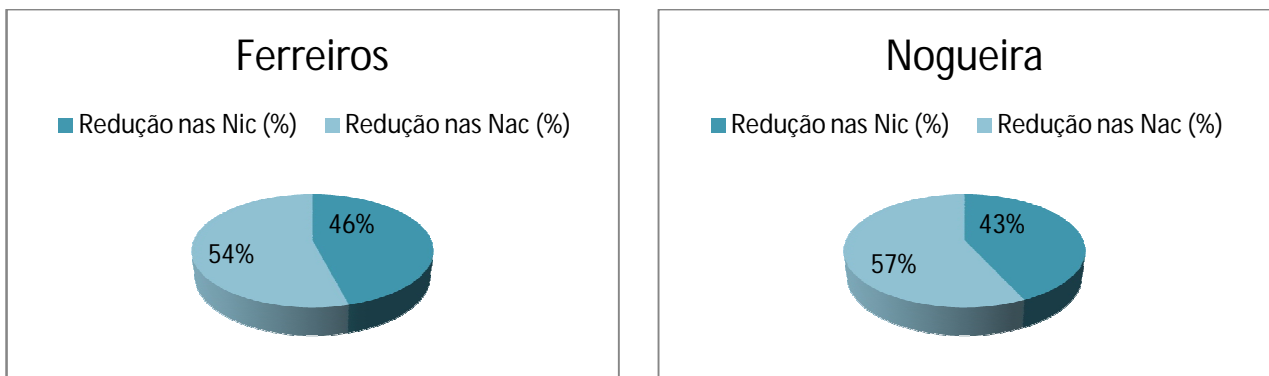 Ferreiros
Redução nas Nic (%) Redução nas Nac (%)
46%
54%
Nogueira
Redução nas Nic (%) Redução nas Nac (%)
43%
57%